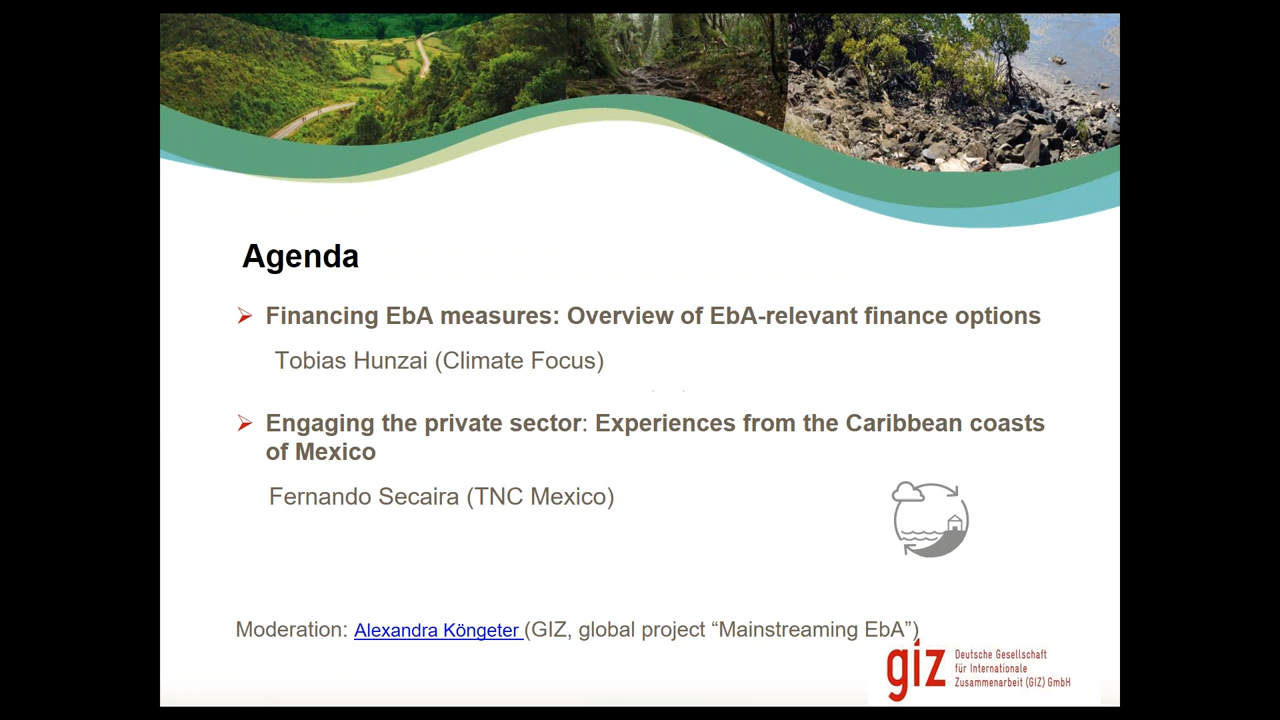 Agenda
Financing EbA measures: Overview of EbA-relevant finance options
Tobias Hunzai (Climate Focus)
Engaging the private sector: Experiences from the Caribbean coasts
of Mexico
Fernando Secaira (TNC Mexico)
Moderation: Alexandra Köngeter (GIZ, global project “Mainstreaming EbA”)
giz
Deutsche Gesellschaft
für Internationale
Zusammenarbeit (GIZ) GmbH